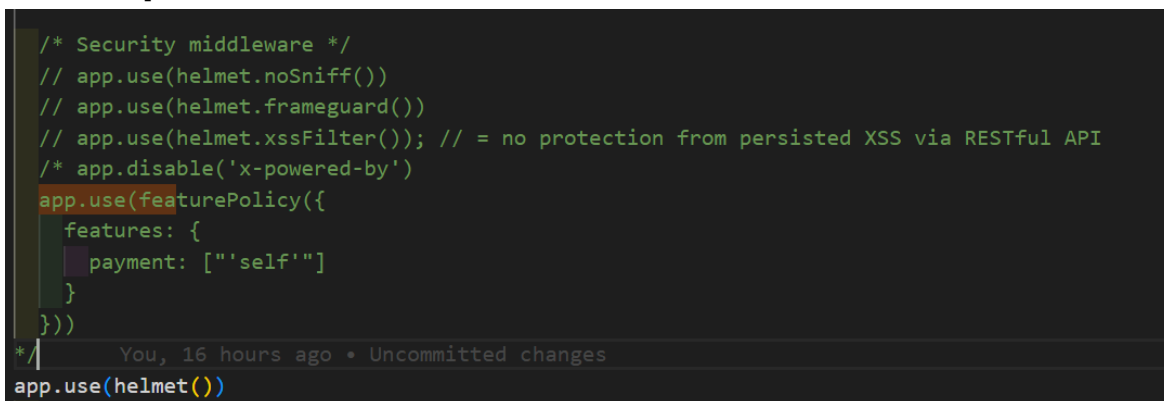 /* Security middleware */
// app.use(helmet.noSniff())
// app.use(helmet.frameguard())
// app.use(helmet.xssFilter()); // = no protection from persisted XSS via RESTful API
/* app.disable('x-powered-by')
app.use(featurePolicy({
features: {
payment: ["'self'"]
}
}))
*/ You, 16 hours ago • Uncommitted changes
app.use(helmet())